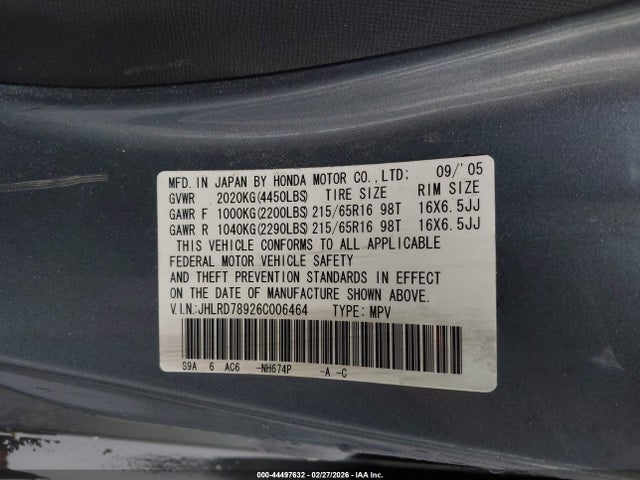 MFD. IN JAPAN BY HONDA MOTOR CO.,LTD: 09/'05
GVWR 2020KG(4450LBS) TIRE SIZE RIM SIZE
GAWR F 1000KG(2200LBS) 215/65R16 98T 16X6.5JJ
GAWR R 1040KG(2290LBS) 215/65R16 98T 16X6.5JJ
THIS VEHICLE CONFORMS TO ALL APPLICABLE
FEDERAL MOTOR VEHICLE SAFETY
AND THEFT PREVENTION STANDARDS IN EFFECT
ON THE DATE OF MANUFACTURE SHOWN ABOVE.
V.I.N.:JHLRD78926C006464 TYPE: MPV
S9A 6 AC6 -NH674P -A -C
000-44497632 - 02/27/2026 - IAA Inc.